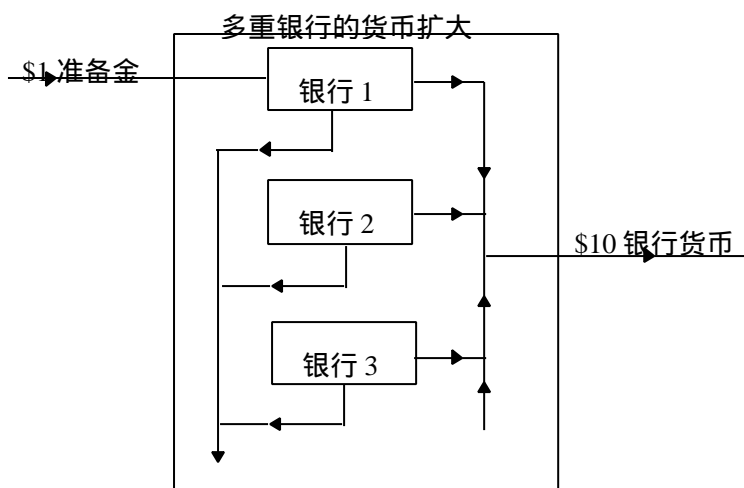 多重银行的货币扩大
$1 准备金
银行 1
银行 2
$10 银行货币
银行 3